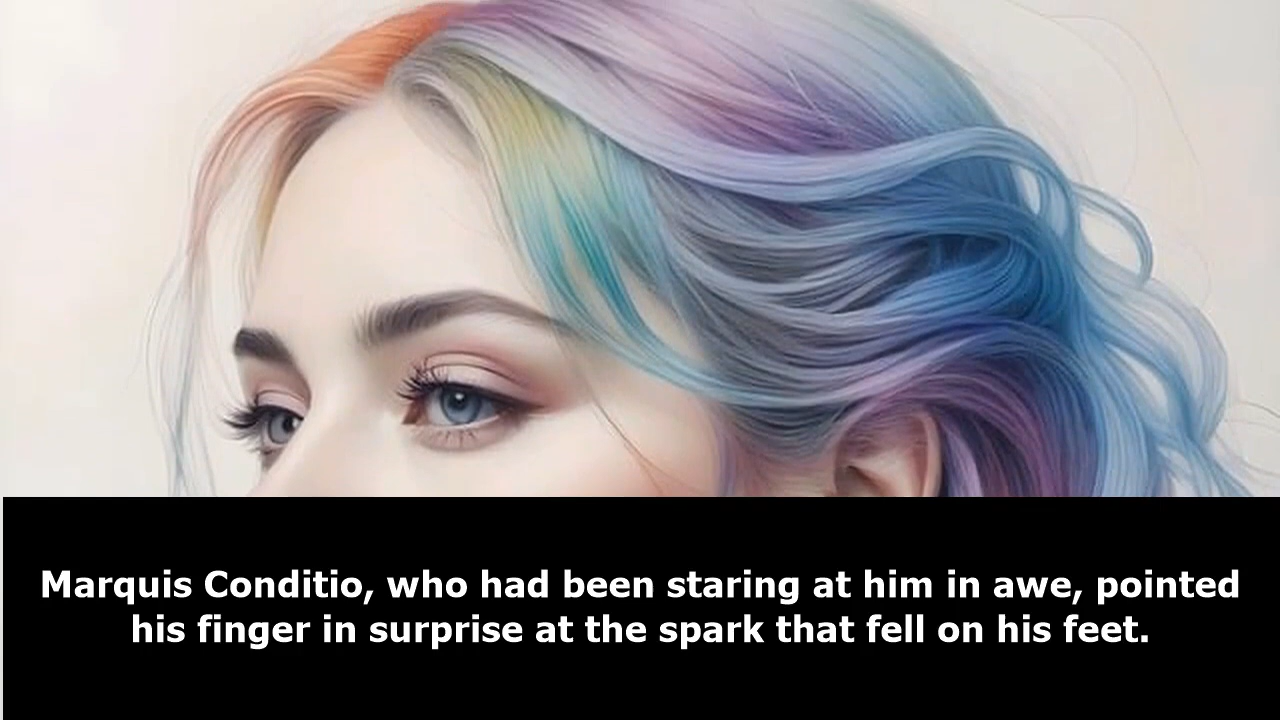 Marquis Conditio, who had been staring at him in awe, pointed
his finger in surprise at the spark that fell on his feet.